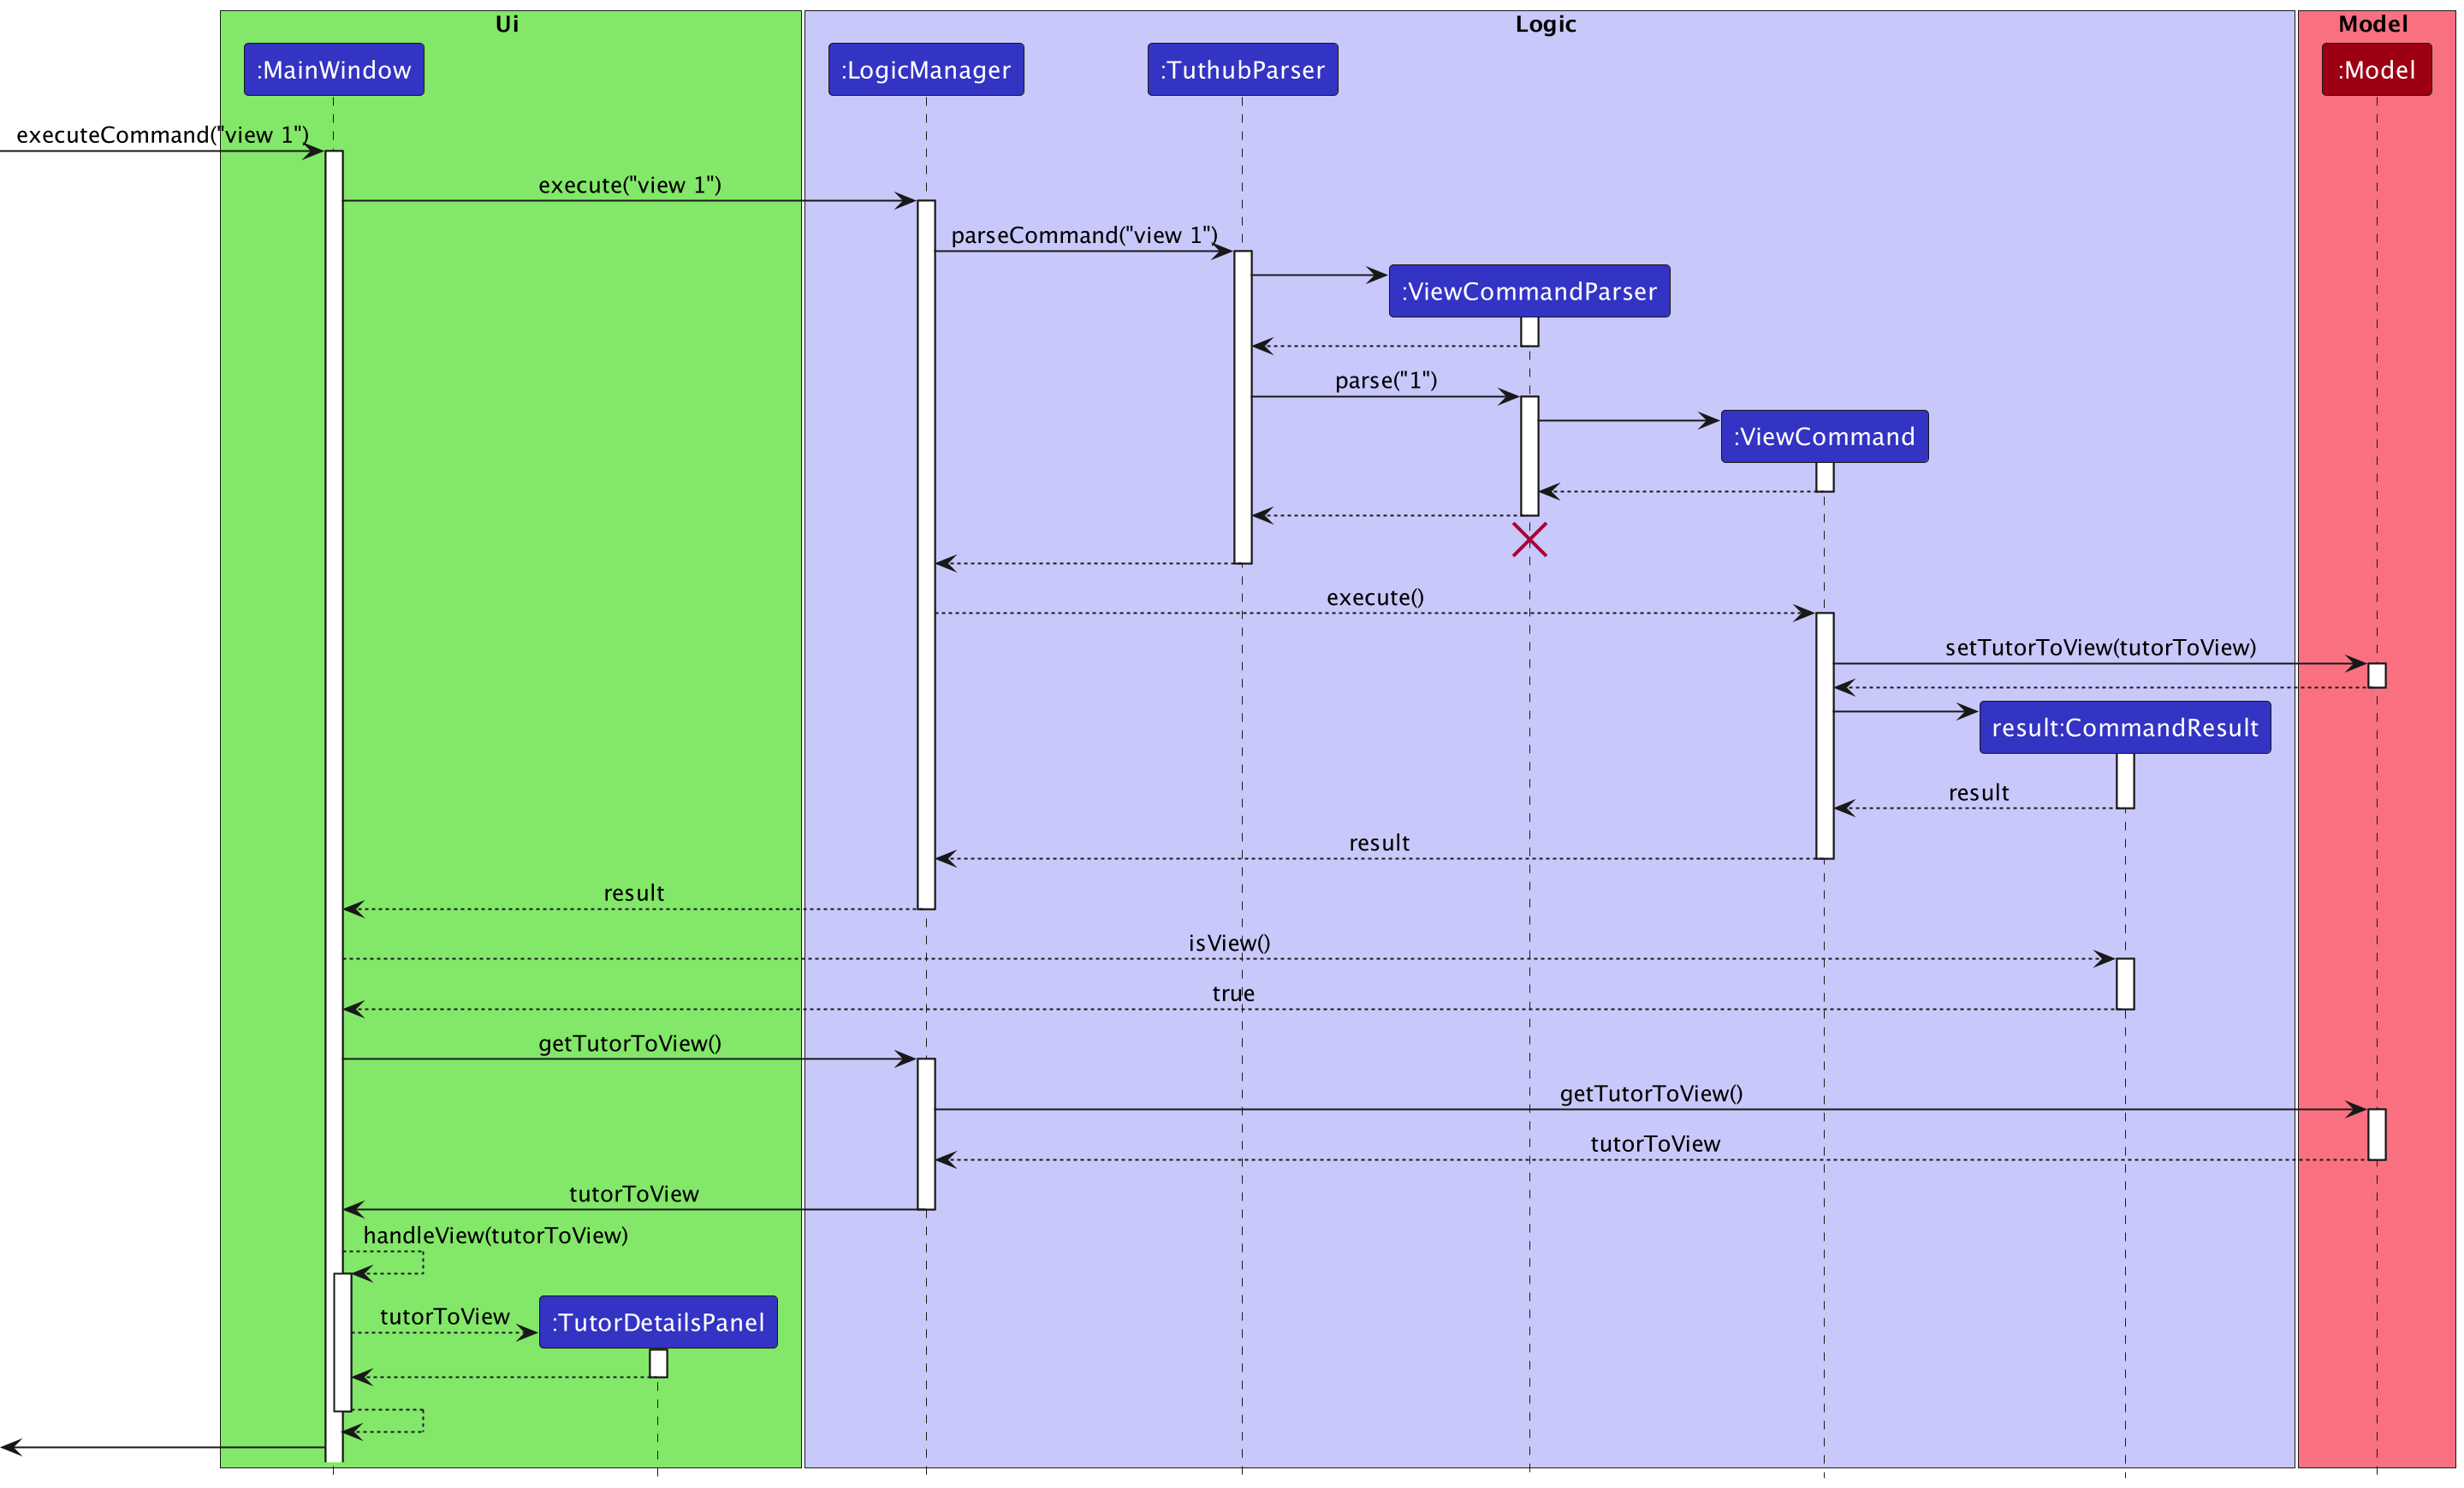 Ui
Logic
Model
:MainWindow
:LogicManager
:TuthubParser
:Model
executeCommand("view 1")
execute("view 1")
parseCommand("view 1")
:ViewCommandParser
parse("1")
:ViewCommand
execute()
setTutorToView(tutorToView)
result:CommandResult
result
result
result
isView()
true
getTutorToView()
getTutorToView()
tutorToView
tutorToView
handleView(tutorToView)
tutorToView
:TutorDetailsPanel